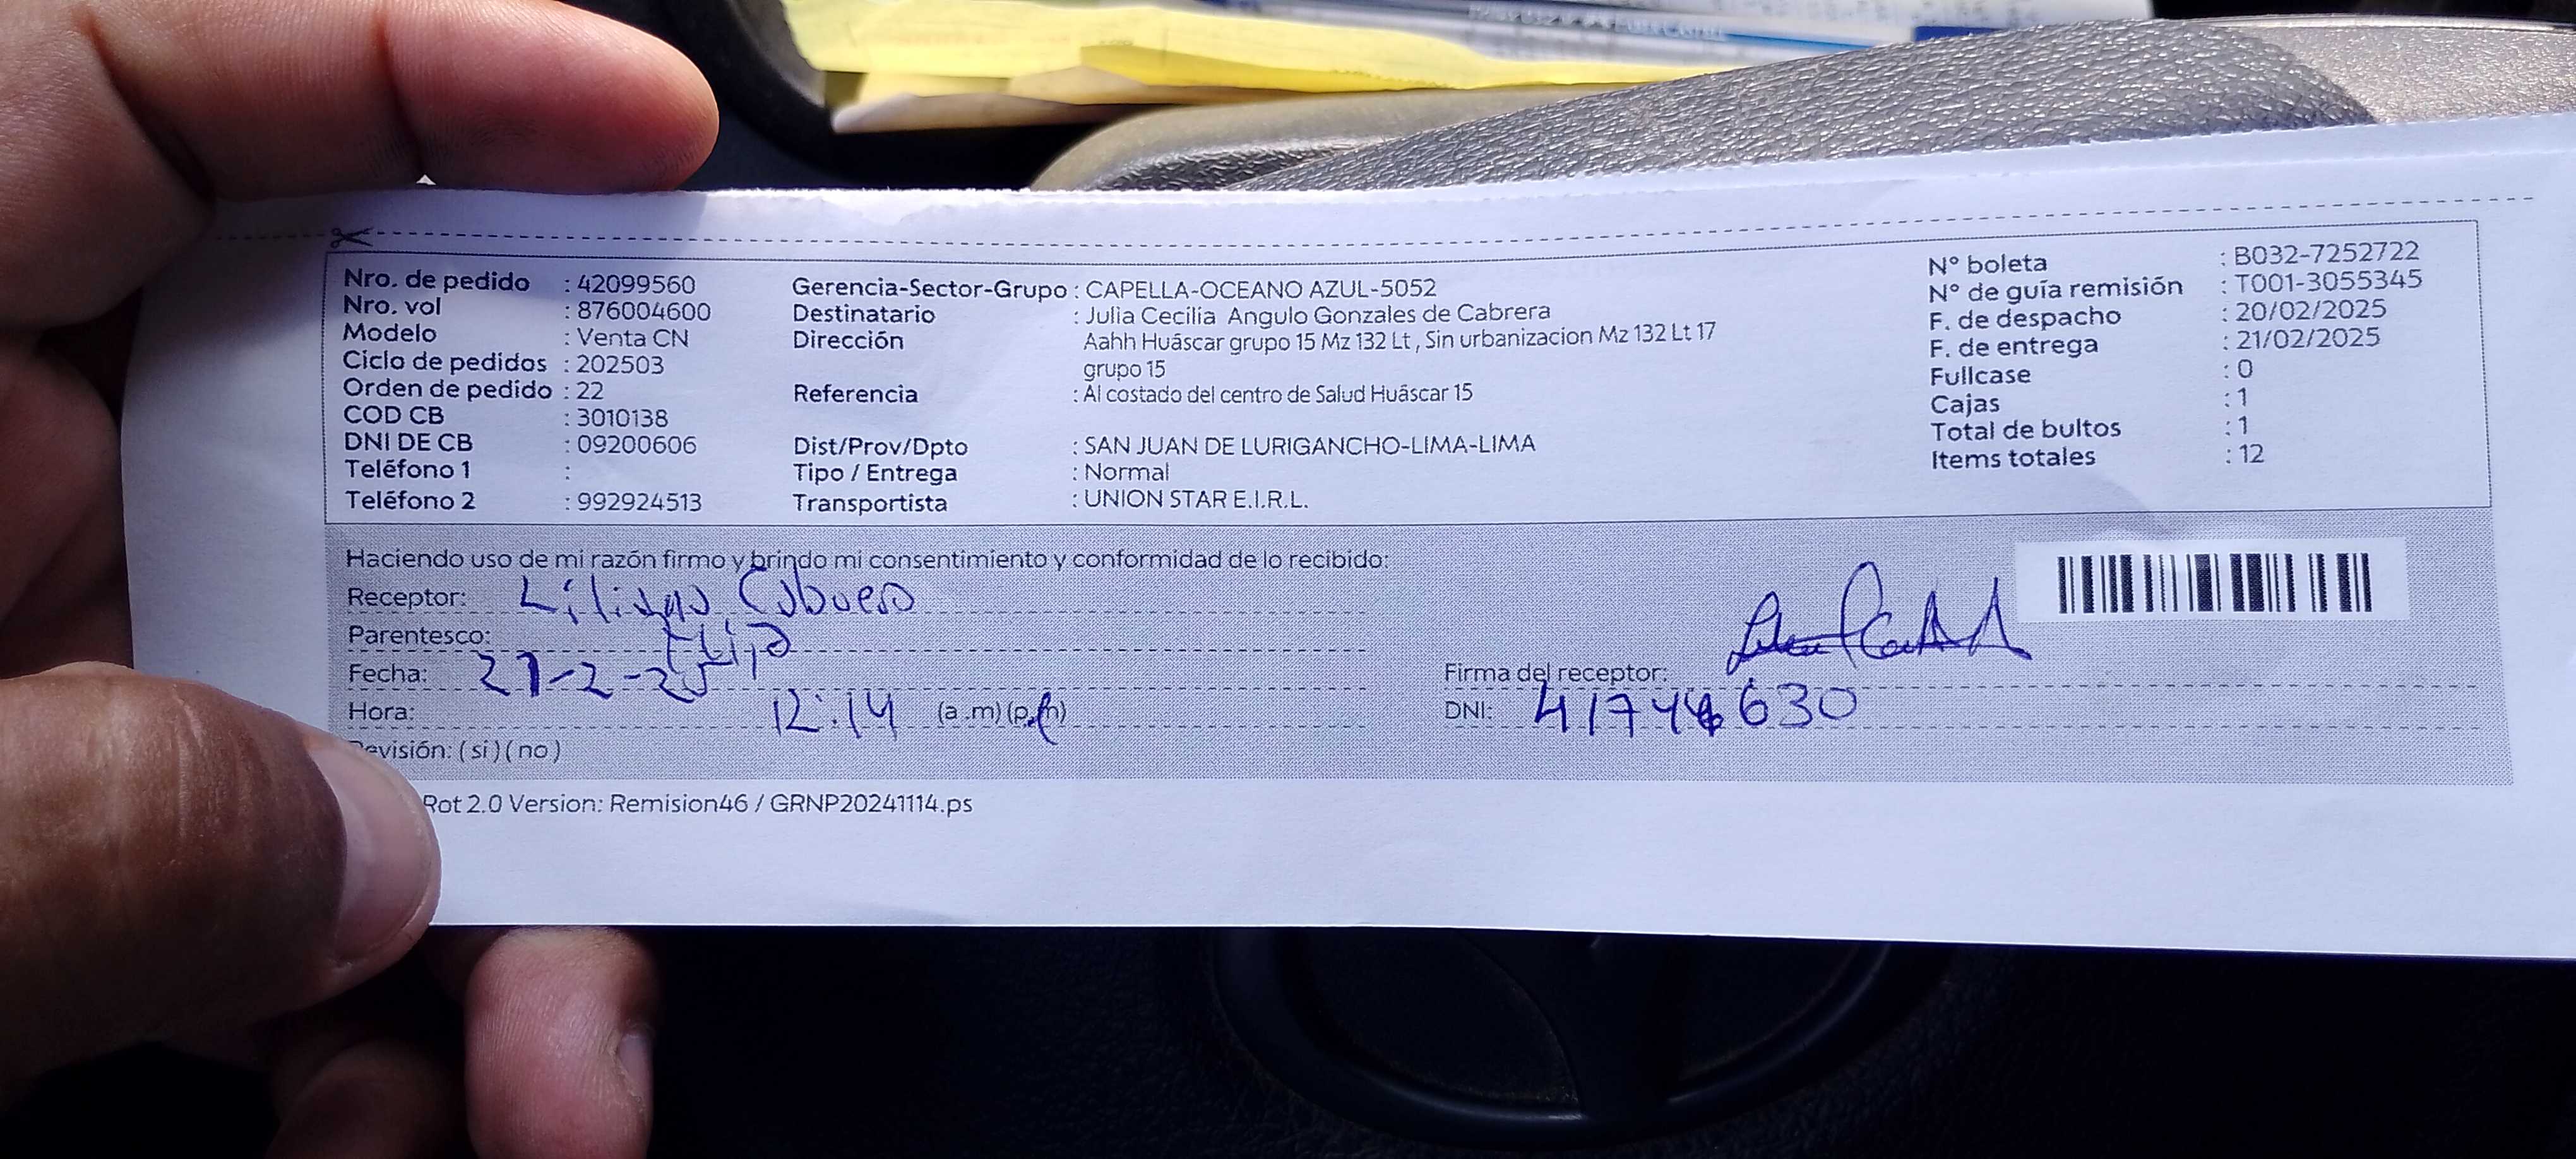 Nro. de pedido : 42099560
Nro. vol : 876004600
Modelo : Venta CN
Ciclo de pedidos : 202503
Orden de pedido : 22
COD CB : 3010138
DNI DE CB : 09200606
Teléfono 1 :
Teléfono 2 : 992924513
Gerencia-Sector-Grupo : CAPELLA-OCEANO AZUL-5052
Destinatario : Julia Cecilia Angulo Gonzales de Cabrera
Dirección Aahh Huáscar grupo 15 Mz 132 Lt , Sin urbanizacion Mz 132 Lt 17
grupo 15
Referencia : Al costado del centro de Salud Huáscar 15
Dist/Prov/Dpto : SAN JUAN DE LURIGANCHO-LIMA-LIMA
Tipo / Entrega : Normal
Transportista : UNION STAR E.I.R.L.
N° boleta : B032-7252722
N° de guía remisión : T001-3055345
F. de despacho : 20/02/2025
F. de entrega : 21/02/2025
Fullcase : 0
Cajas : 1
Total de bultos : 1
Items totales : 12
Haciendo uso de mi razón firmo y brindo mi consentimiento y conformidad de lo recibido:
Receptor: Liliana
Parentesco: Hija
Fecha: 21-2-25
Hora: 12:14 (a .m) (p.m)
Revisión: ( si ) ( no )
Firma del receptor:
DNI: 41744630
Rot 2.0 Version: Remision46 / GRNP20241114.ps